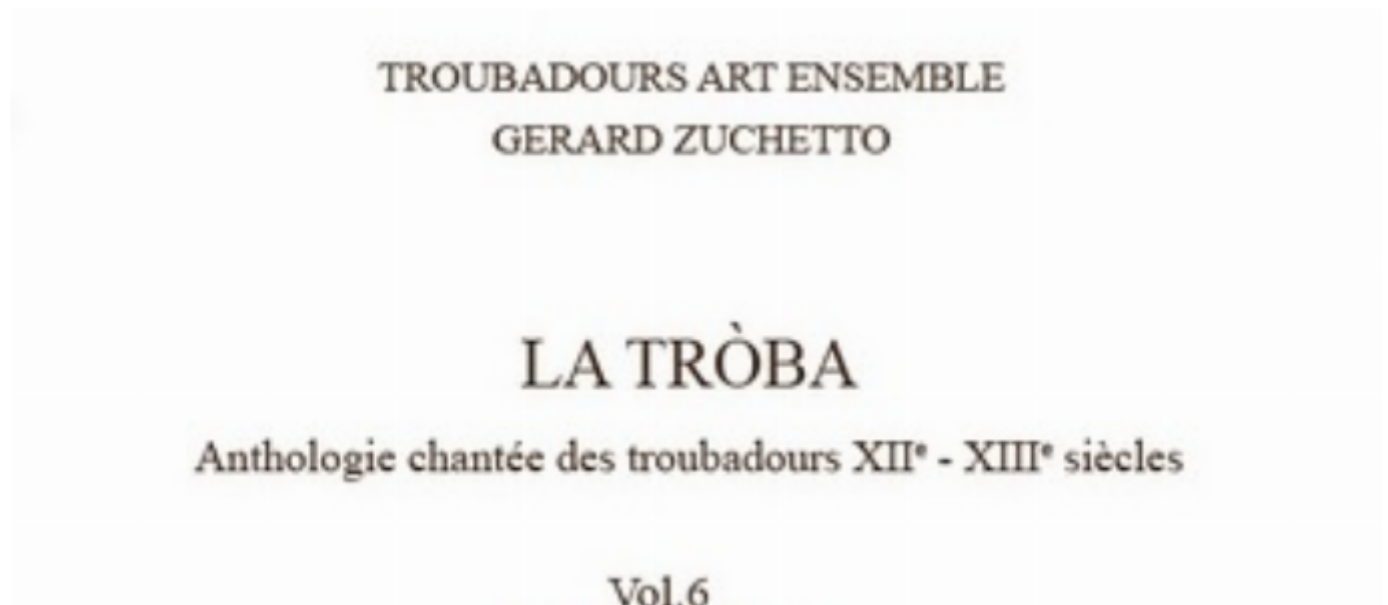 TROUBADOURS ART ENSEMBLE
GERARD ZUCHETTO
LA TRÒBA
Anthologie chantée des troubadours XIIᵉ - XIIIᵉ siècles
Vol.6